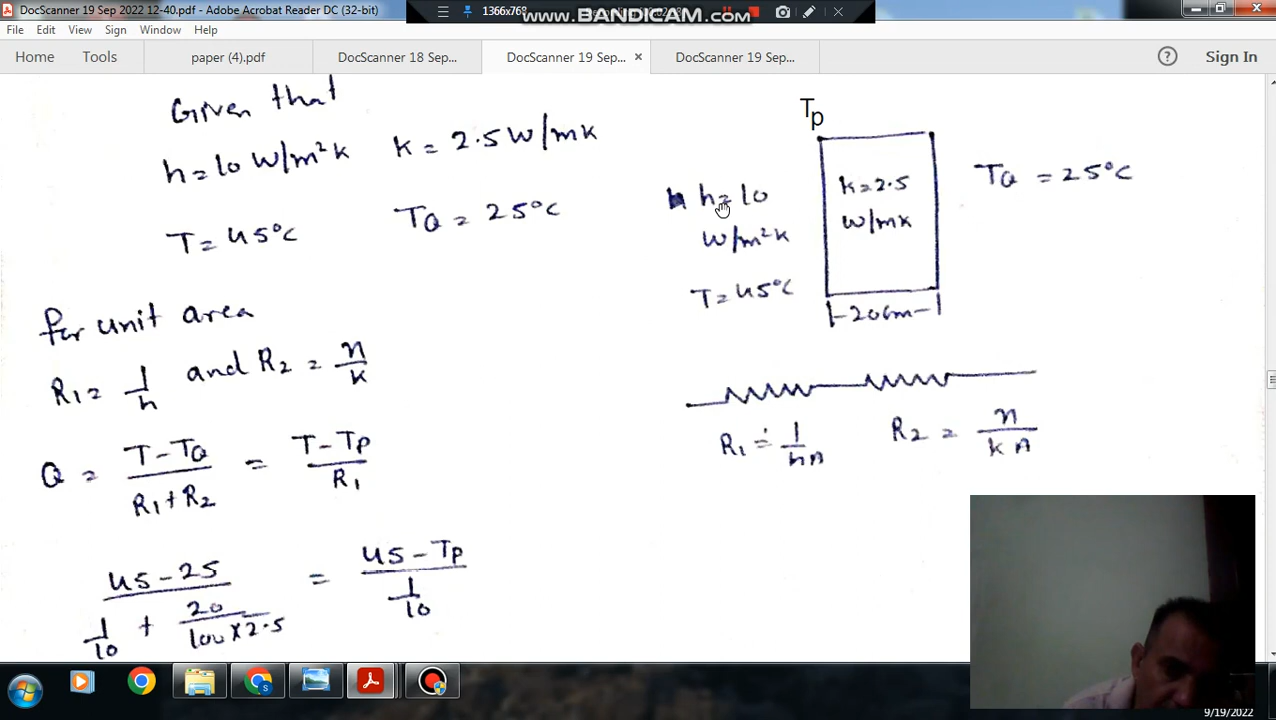 DocScanner 19 Sep 2022 12-40.pdf - Adobe Acrobat Reader DC (32-bit)
1366x768
www.BANDICAM.com
File Edit View Sign Window Help
Home Tools paper (4).pdf DocScanner 18 Sep... DocScanner 19 Sep... × DocScanner 19 Sep... Sign In
Given that
h = 10 W/m²K K = 2.5 W/mK
T = 45°C TQ = 25°C
For unit area
R1 = 1/h and R2 = x/K
Q = T - TQ / R1 + R2 = T - TP / R1
45 - 25 / 1/10 + 20/100 × 2.5 = 45 - TP / 1/10
Tp
h = 10
W/m²K
T = 45°C
K = 2.5
W/mK
TQ = 25°C
20cm
R1 = 1/hA R2 = x/KA
9/19/2022